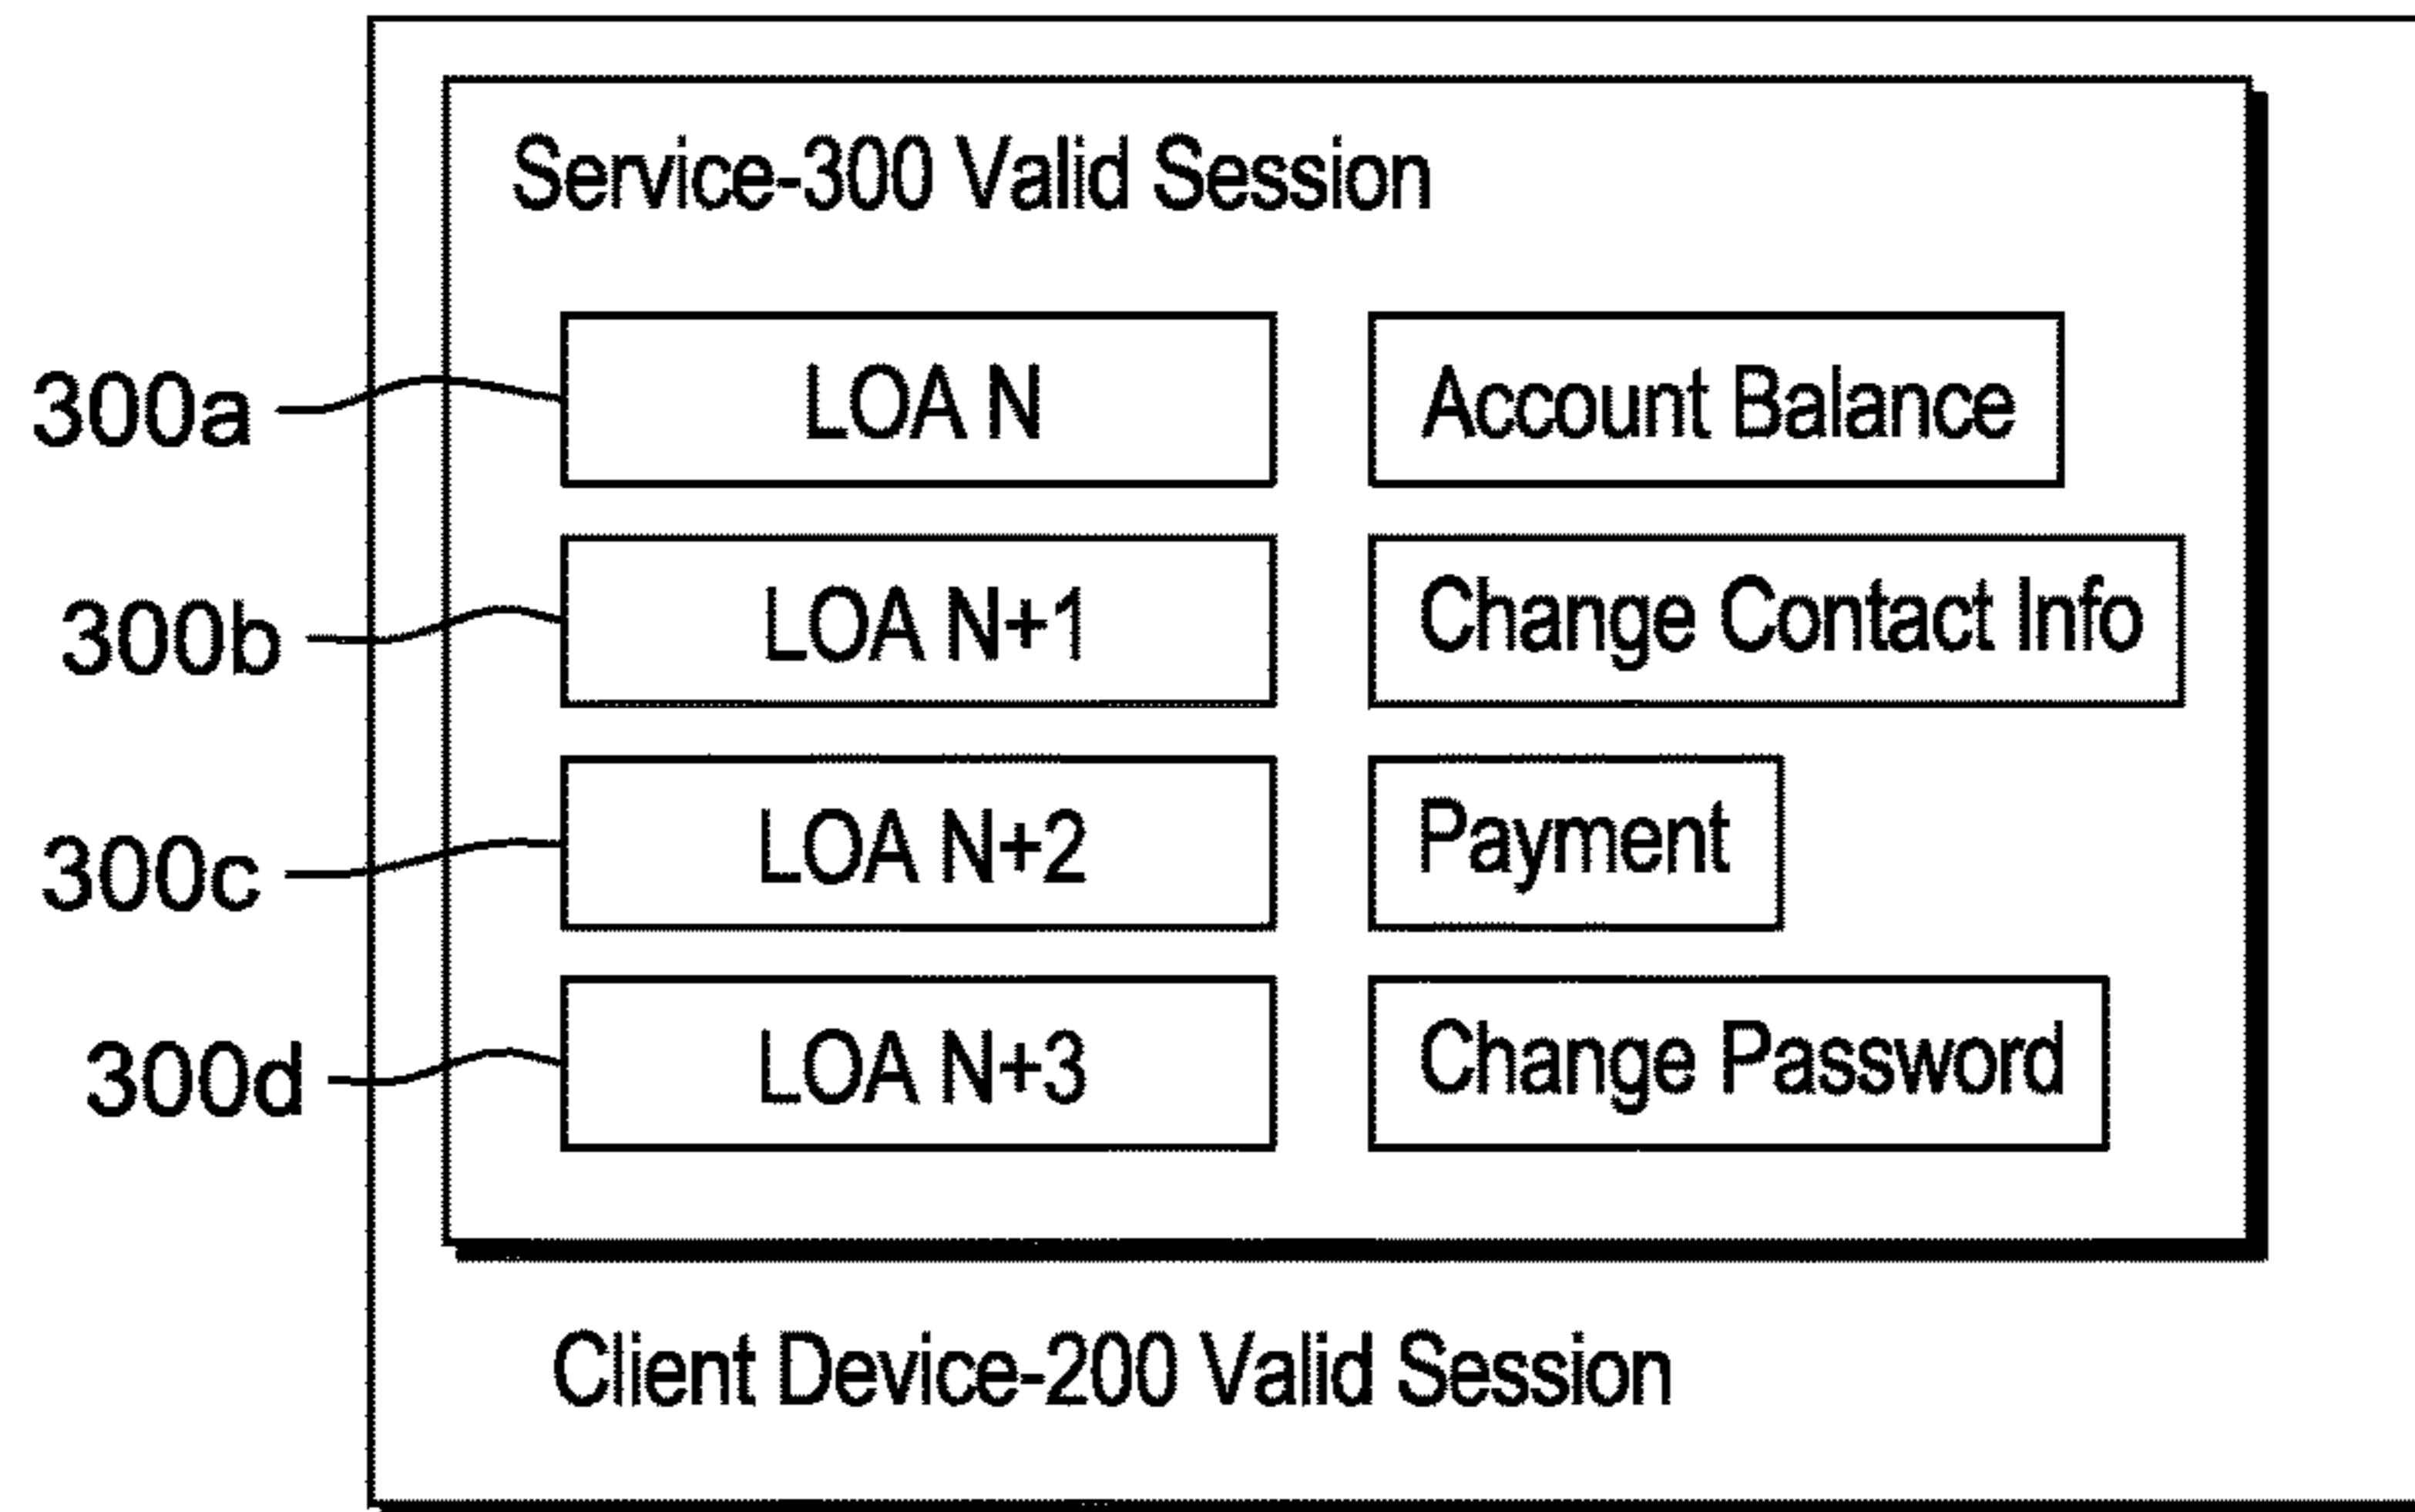 Service-300 Valid Session
300a LOA N Account Balance
300b LOA N+1 Change Contact Info
300c LOA N+2 Payment
300d LOA N+3 Change Password
Client Device-200 Valid Session